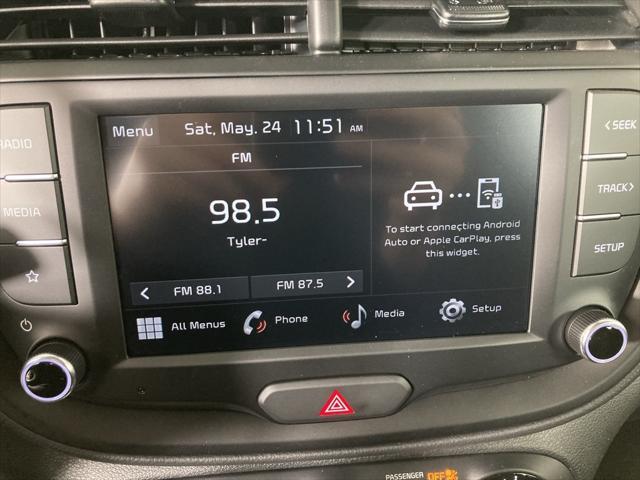 Menu Sat, May. 24 11:51 AM
FM
98.5
Tyler-
To start connecting Android
Auto or Apple CarPlay, press
this widget.
< FM 88.1 FM 87.5 >
All Menus Phone Media Setup
RADIO
MEDIA
< SEEK
TRACK >
SETUP
PASSENGER OFF